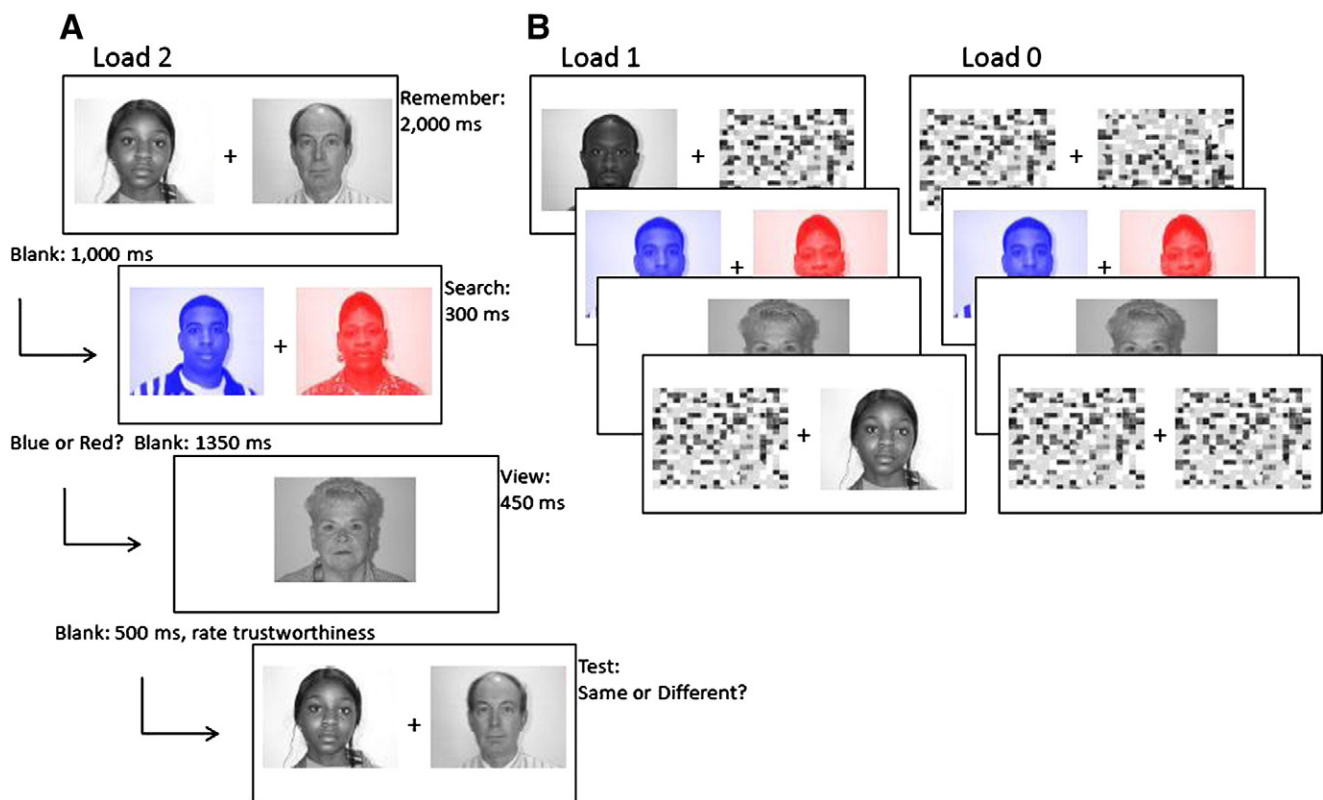 A
Load 2
Remember:
2,000 ms
+
Blank: 1,000 ms
Search:
300 ms
+
Blue or Red?  Blank: 1350 ms
View:
450 ms
Blank: 500 ms, rate trustworthiness
Test:
Same or Different?
+
B
Load 1
Load 0
+
+
+
+
+
+